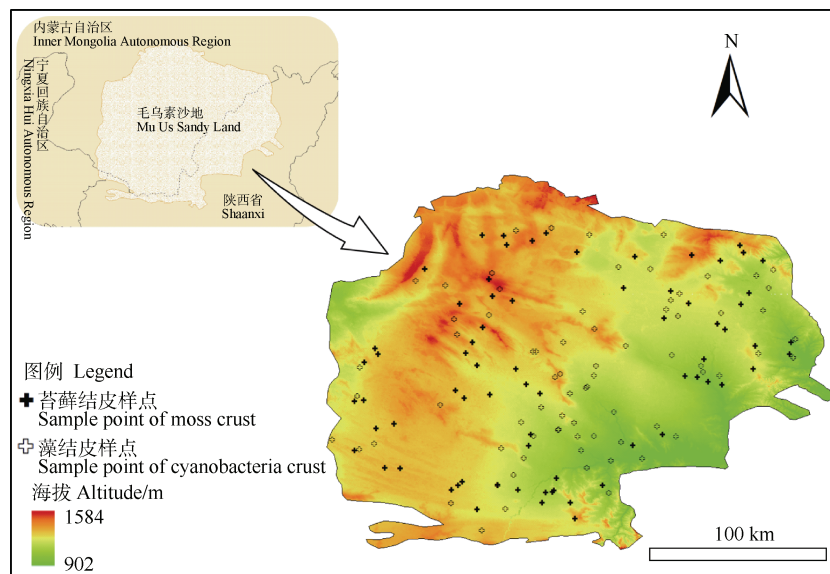 内蒙古自治区
Inner Mongolia Autonomous Region
宁夏回族自治区
Ningxia Hui Autonomous Region
毛乌素沙地
Mu Us Sandy Land
陕西省
Shaanxi
N
图例 Legend
苔藓结皮样点
Sample point of moss crust
藻结皮样点
Sample point of cyanobacteria crust
海拔 Altitude/m
1584
902
100 km